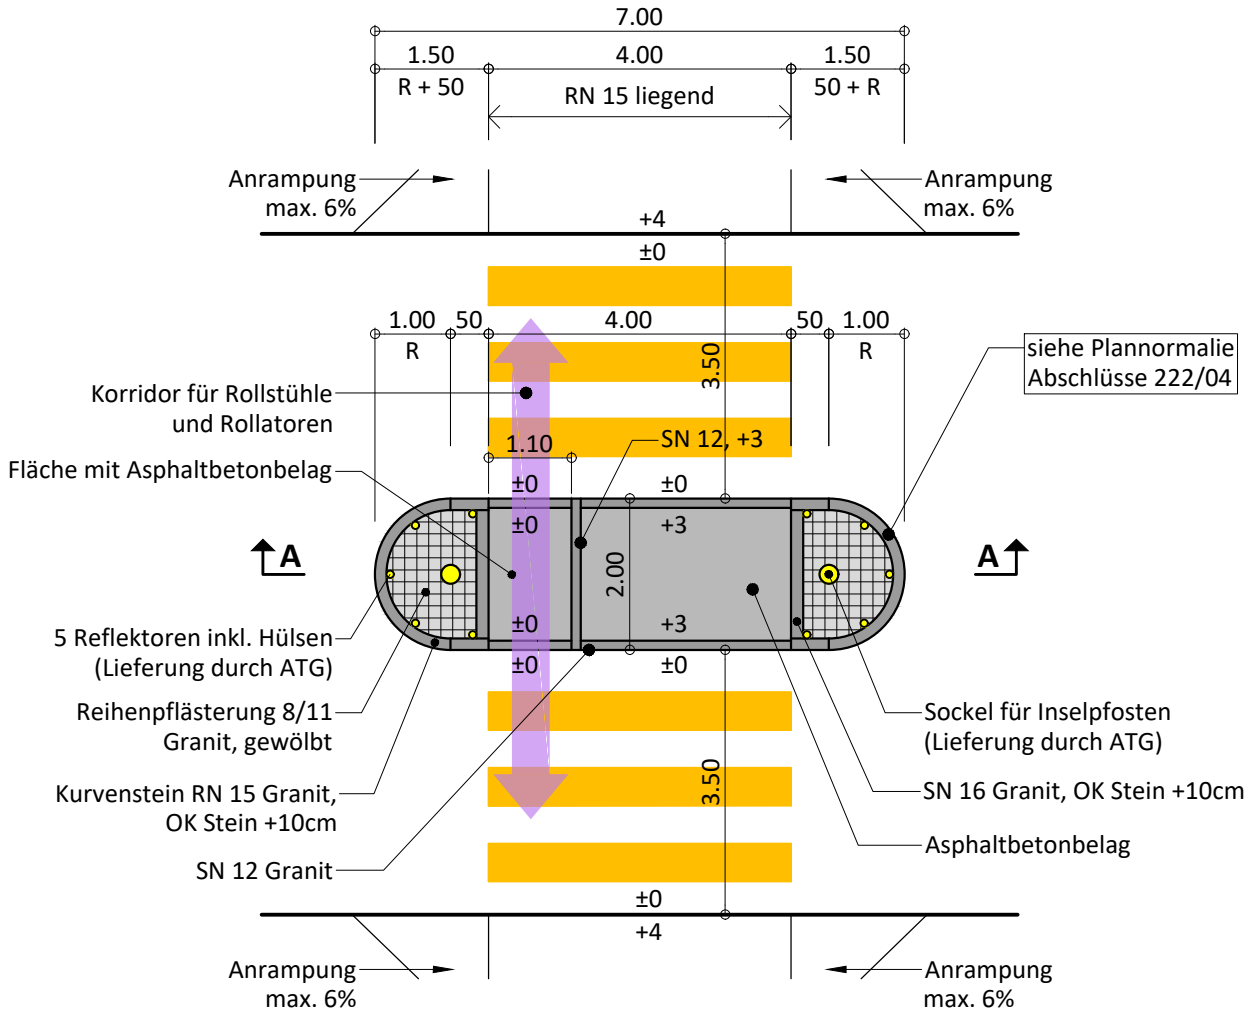 7.00
1.50 4.00 1.50
R + 50 RN 15 liegend 50 + R
Anrampung
max. 6%
Anrampung
max. 6%
+4
±0
1.00 50 4.00 50 1.00
R R
3.50
siehe Plannormalie
Abschlüsse 222/04
Korridor für Rollstühle
und Rollatoren
1.10
SN 12, +3
Fläche mit Asphaltbetonbelag
±0 ±0
±0 +3
A A
2.00
±0 +3
±0 ±0
5 Reflektoren inkl. Hülsen
(Lieferung durch ATG)
Reihenpflästerung 8/11
Granit, gewölbt
Kurvenstein RN 15 Granit,
OK Stein +10cm
SN 12 Granit
Sockel für Inselpfosten
(Lieferung durch ATG)
3.50
SN 16 Granit, OK Stein +10cm
Asphaltbetonbelag
±0
+4
Anrampung
max. 6%
Anrampung
max. 6%